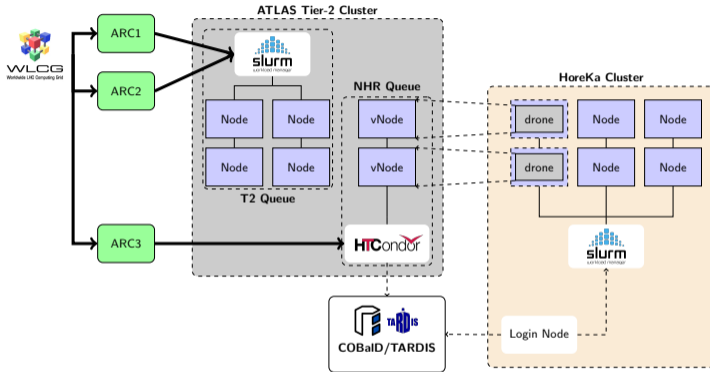 ATLAS Tier-2 Cluster
WLCG
Worldwide LHC Computing Grid
ARC1
ARC2
ARC3
slurm
workload manager
Node
Node
Node
Node
T2 Queue
NHR Queue
vNode
vNode
HTCondor
HoreKa Cluster
drone
Node
Node
drone
Node
Node
slurm
workload manager
Login Node
TARDIS
COBalD/TARDIS